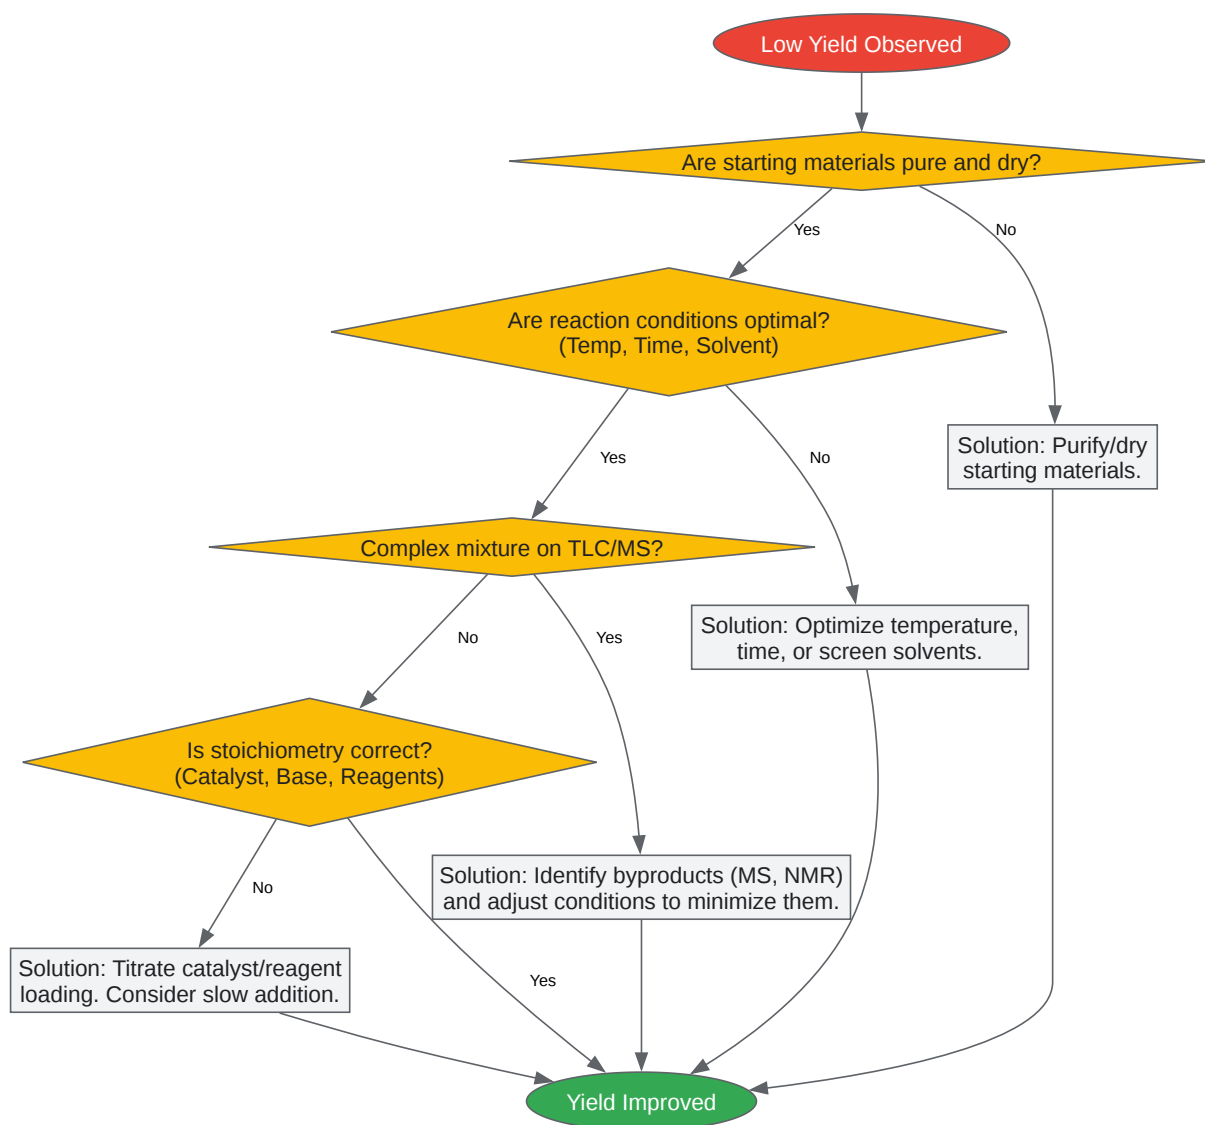 Low Yield Observed
Are starting materials pure and dry?
Yes
No
Are reaction conditions optimal?
(Temp, Time, Solvent)
Yes
No
Solution: Purify/dry
starting materials.
Complex mixture on TLC/MS?
No
Yes
Solution: Optimize temperature,
time, or screen solvents.
Is stoichiometry correct?
(Catalyst, Base, Reagents)
No
Yes
Solution: Identify byproducts (MS, NMR)
and adjust conditions to minimize them.
Solution: Titrate catalyst/reagent
loading. Consider slow addition.
Yield Improved